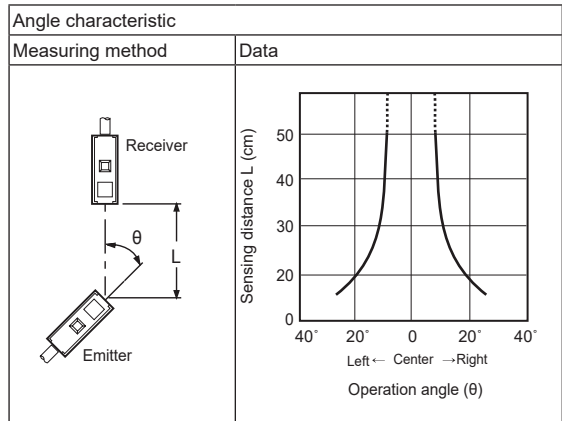 Angle characteristic
Measuring method
Data
Receiver
θ
L
Emitter
Sensing distance L (cm)
50
40
30
20
0
40° 20° 0 20° 40°
Left← Center →Right
Operation angle (θ)